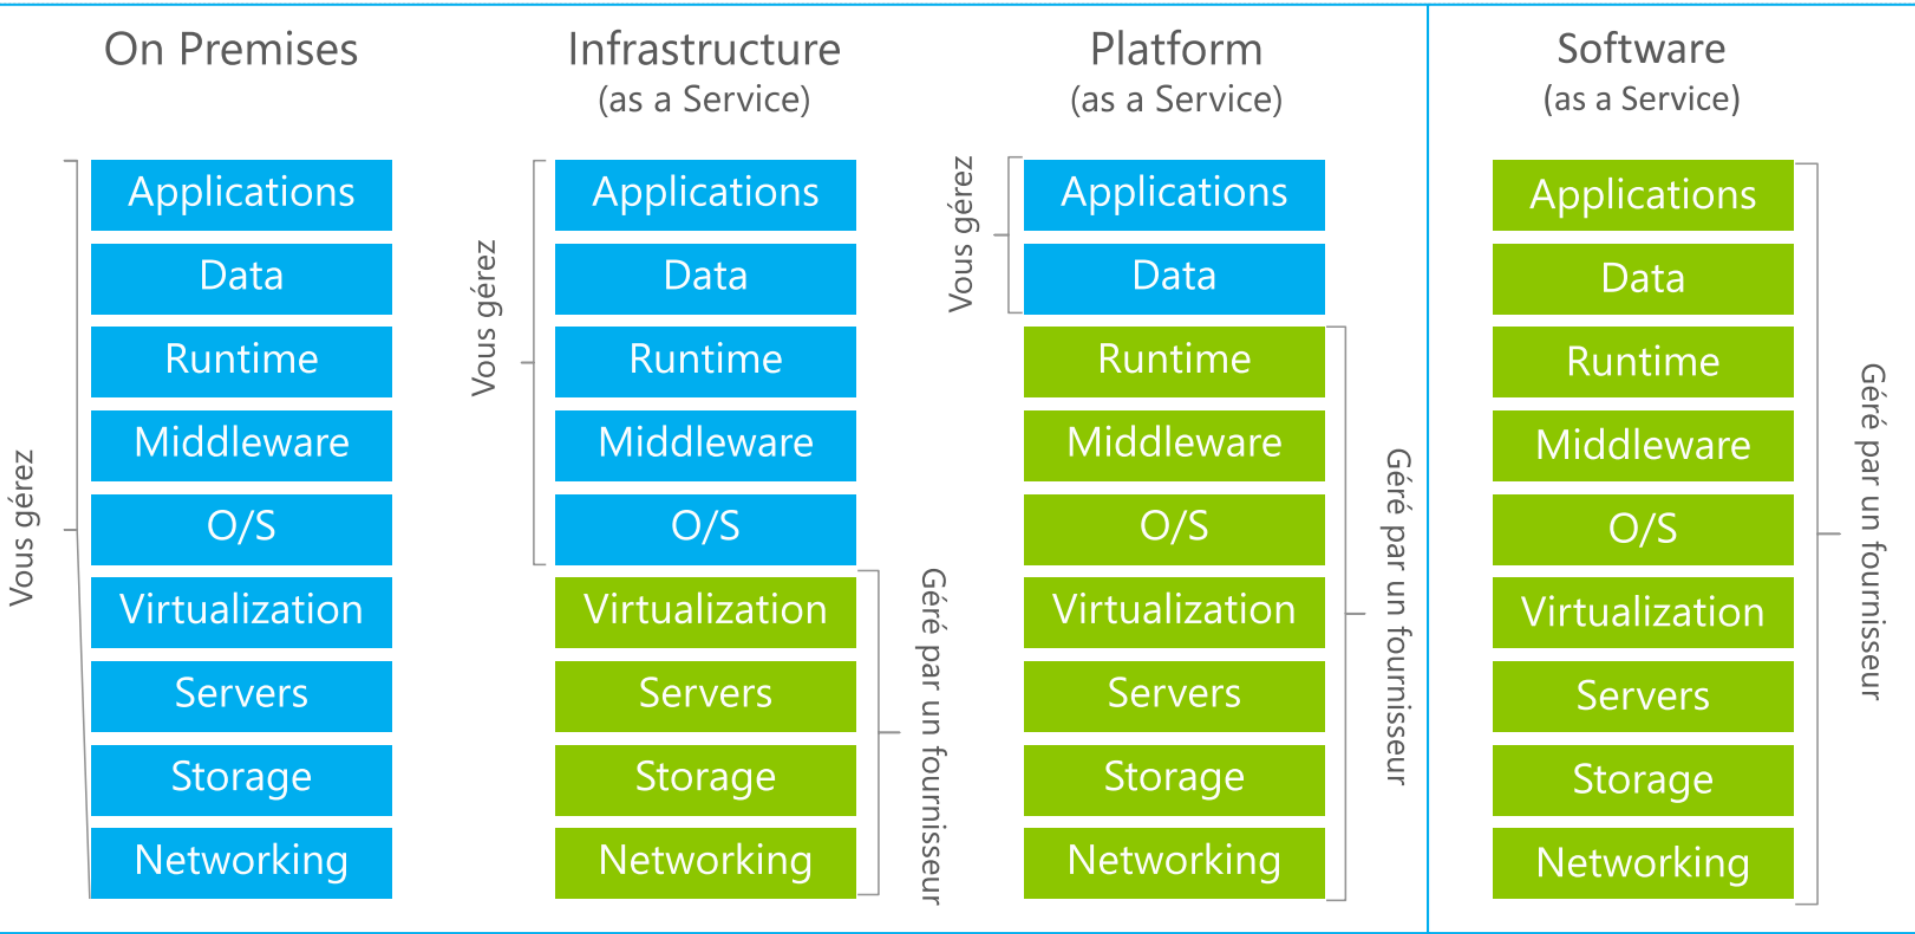 On Premises
Vous gérez
Applications
Data
Runtime
Middleware
O/S
Virtualization
Servers
Storage
Networking
Infrastructure
(as a Service)
Vous gérez
Applications
Data
Runtime
Middleware
O/S
Virtualization
Servers
Storage
Networking
Géré par un fournisseur
Platform
(as a Service)
Vous gérez
Applications
Data
Runtime
Middleware
O/S
Virtualization
Servers
Storage
Networking
Géré par un fournisseur
Software
(as a Service)
Applications
Data
Runtime
Middleware
O/S
Virtualization
Servers
Storage
Networking
Géré par un fournisseur